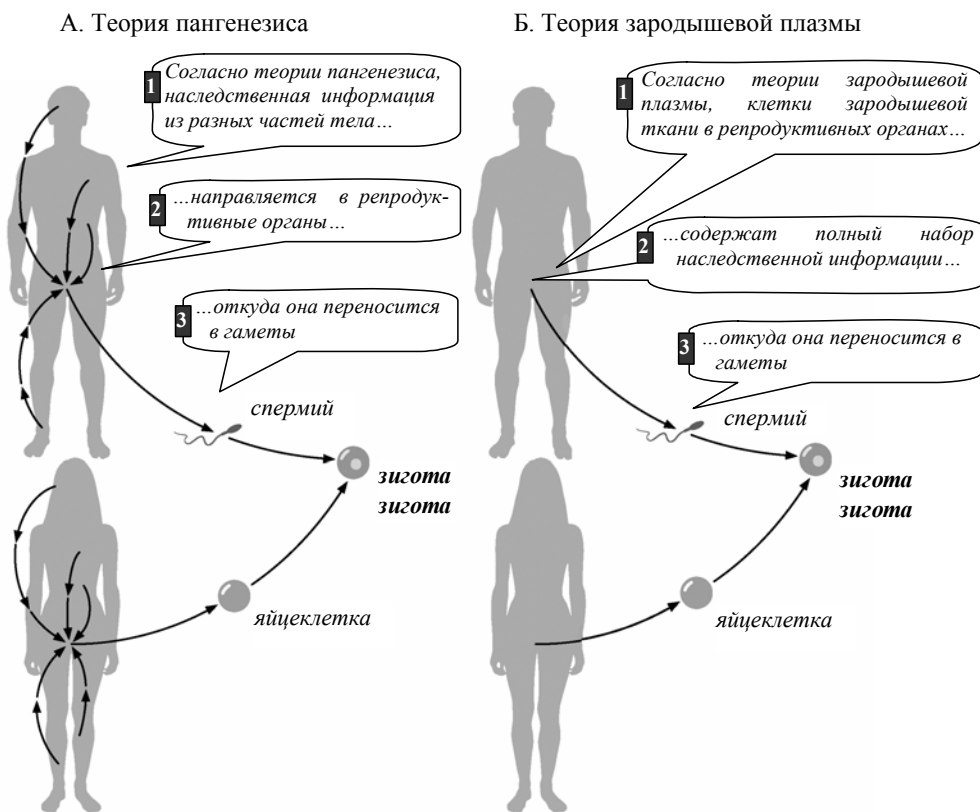 А. Теория пангенезиса
1
Согласно теории пангенезиса,
наследственная информация
из разных частей тела…
2
…направляется в репродук-
тивные органы…
3
…откуда она переносится
в гаметы
спермий
зигота
зигота
яйцеклетка
Б. Теория зародышевой плазмы
1
Согласно теории зародышевой
плазмы, клетки зародышевой
ткани в репродуктивных органах…
2
…содержат полный набор
наследственной информации…
3
…откуда она переносится в
гаметы
спермий
зигота
зигота
яйцеклетка